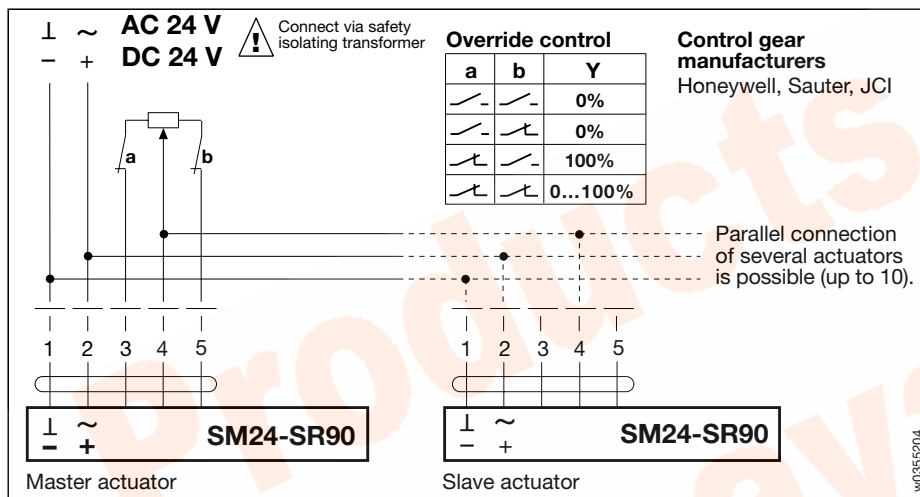 ⊥ ~ AC 24 V
– + DC 24 V
Connect via safety
isolating transformer
Override control
a b Y
0%
0%
100%
0...100%
Control gear
manufacturers
Honeywell, Sauter, JCI
a b
Parallel connection
of several actuators
is possible (up to 10).
1 2 3 4 5
1 2 3 4 5
⊥ ~
– +
SM24-SR90
Master actuator
⊥ ~
– +
SM24-SR90
Slave actuator
w0355204
Products